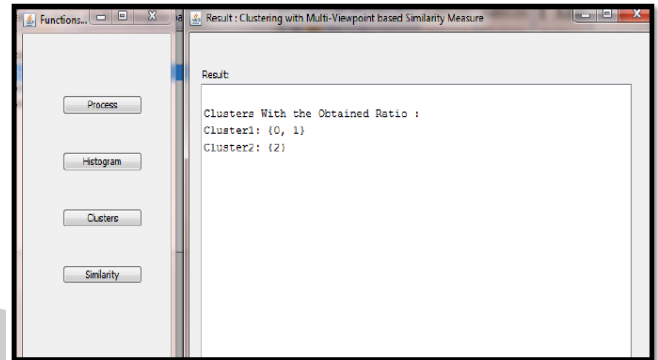 Functions...
Process
Histogram
Clusters
Similarity
Result : Clustering with Multi-Viewpoint based Similarity Measure
Result:
Clusters With the Obtained Ratio :
Cluster1: {0, 1}
Cluster2: {2}